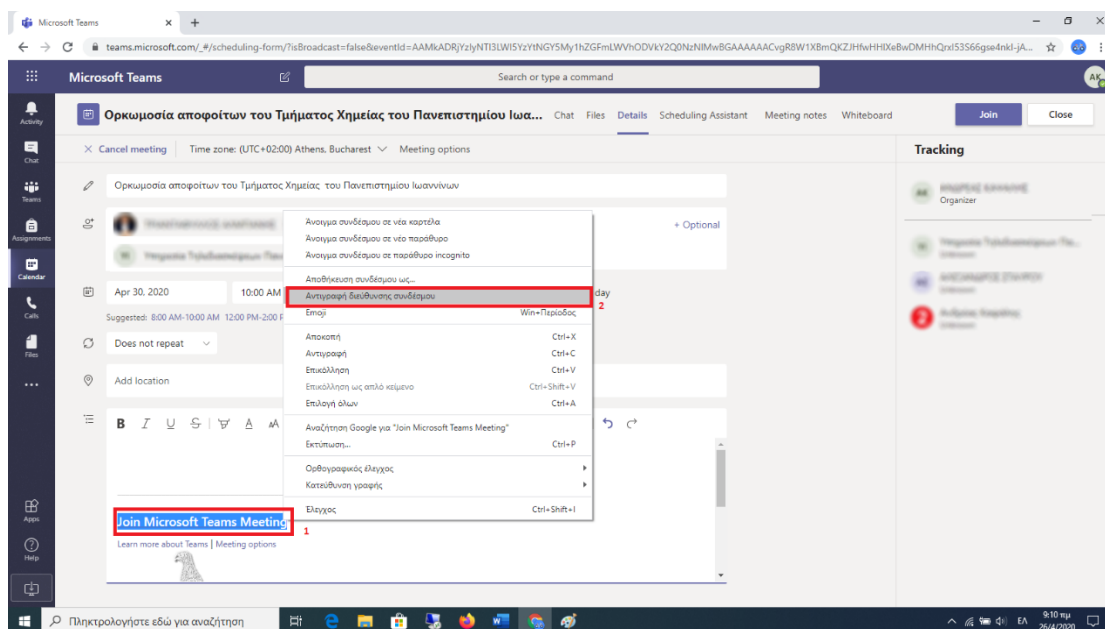 Microsoft Teams
teams.microsoft.com/_#/scheduling-form/?isBroadcast=false&eventId=AAMkADRjYzIyNTI3LWI5YzYtNGY5My1hZGFmLWVhODVkY2Q0NzNIMwBGAAAAAACvgR8W1XBmQKZJHfwHHIXeBwDMHhQrxl53S66gse4nkI-jA...
Microsoft Teams
Search or type a command
AK
Activity
Chat
Teams
Assignments
Calendar
Calls
Files
Apps
Help
Ορκωμοσία αποφοίτων του Τμήματος Χημείας του Πανεπιστημίου Ιωα... Chat Files Details Scheduling Assistant Meeting notes Whiteboard Join Close
Cancel meeting Time zone: (UTC+02:00) Athens, Bucharest Meeting options
Tracking
Ορκωμοσία αποφοίτων του Τμήματος Χημείας του Πανεπιστημίου Ιωαννίνων
Organizer
+ Optional
Apr 30, 2020 10:00 AM day
Suggested: 8:00 AM-10:00 AM 12:00 PM-2:00 P
Does not repeat
Add location
Άνοιγμα συνδέσμου σε νέα καρτέλα
Άνοιγμα συνδέσμου σε νέο παράθυρο
Άνοιγμα συνδέσμου σε παράθυρο incognito
Αποθήκευση συνδέσμου ως...
Αντιγραφή διεύθυνσης συνδέσμου
2
Emoji Win+Περίοδος
Αποκοπή Ctrl+X
Αντιγραφή Ctrl+C
Επικόλληση Ctrl+V
Επικόλληση ως απλό κείμενο Ctrl+Shift+V
Επιλογή όλων Ctrl+A
Αναζήτηση Google για "Join Microsoft Teams Meeting"
Εκτύπωση... Ctrl+P
Ορθογραφικός έλεγχος
Κατεύθυνση γραφής
Έλεγχος Ctrl+Shift+I
B I U S A AA
Join Microsoft Teams Meeting
1
Learn more about Teams | Meeting options
Πληκτρολογήστε εδώ για αναζήτηση
ΕΛ
9:10 πμ
26/4/2020